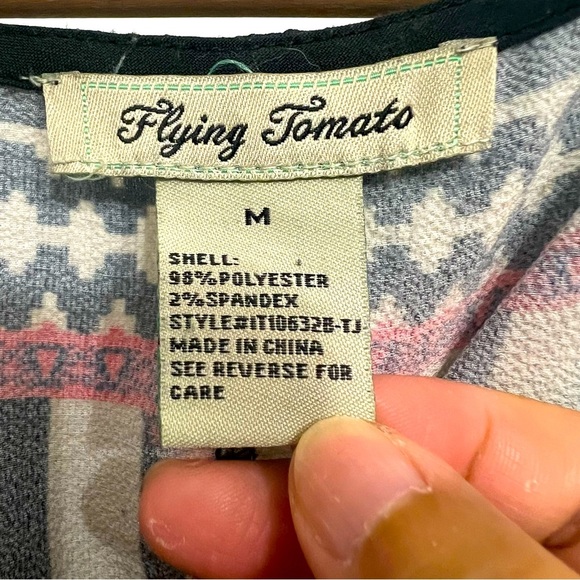 Flying Tomato
M
SHELL:
98%POLYESTER
2%SPANDEX
STYLE#IT10632B-TJ
MADE IN CHINA
SEE REVERSE FOR
CARE